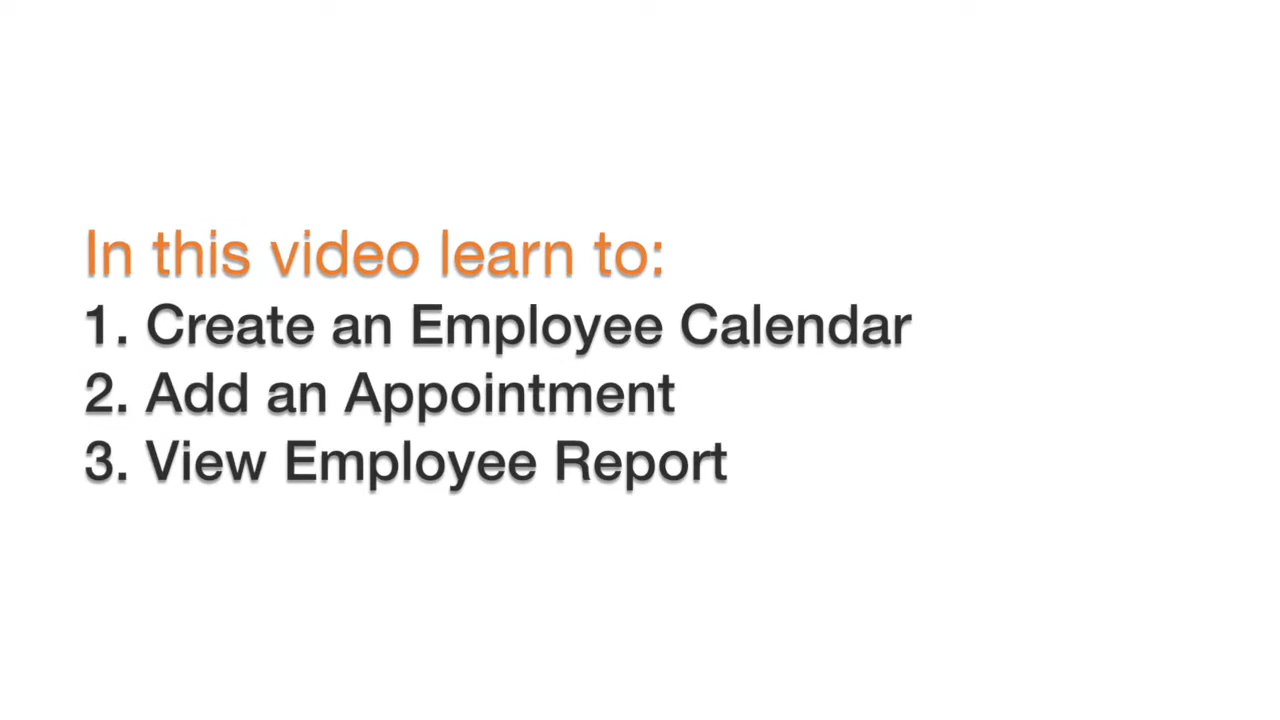 In this video learn to:
1. Create an Employee Calendar
2. Add an Appointment
3. View Employee Report